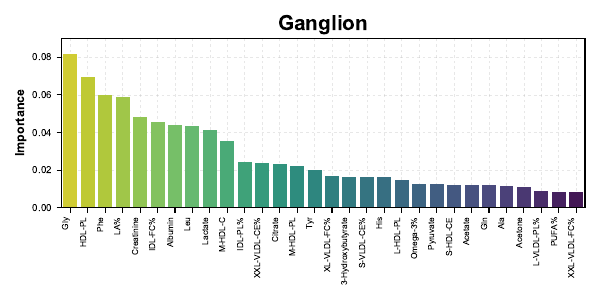 Ganglion
Importance
0.08
0.06
0.04
0.02
0.00
Gly
HDL-PL
Phe
LA%
Creatinine
IDL-FC%
Albumin
Leu
Lactate
M-HDL-C
IDL-PL%
XXL-VLDL-CE%
Citrate
M-HDL-PL
Tyr
XL-VLDL-FC%
3-Hydroxybutyrate
S-VLDL-CE%
His
L-HDL-PL
Omega-3%
Pyruvate
S-HDL-CE
Acetate
Gln
Ala
Acetone
L-VLDL-PL%
PUFA%
XXL-VLDL-FC%